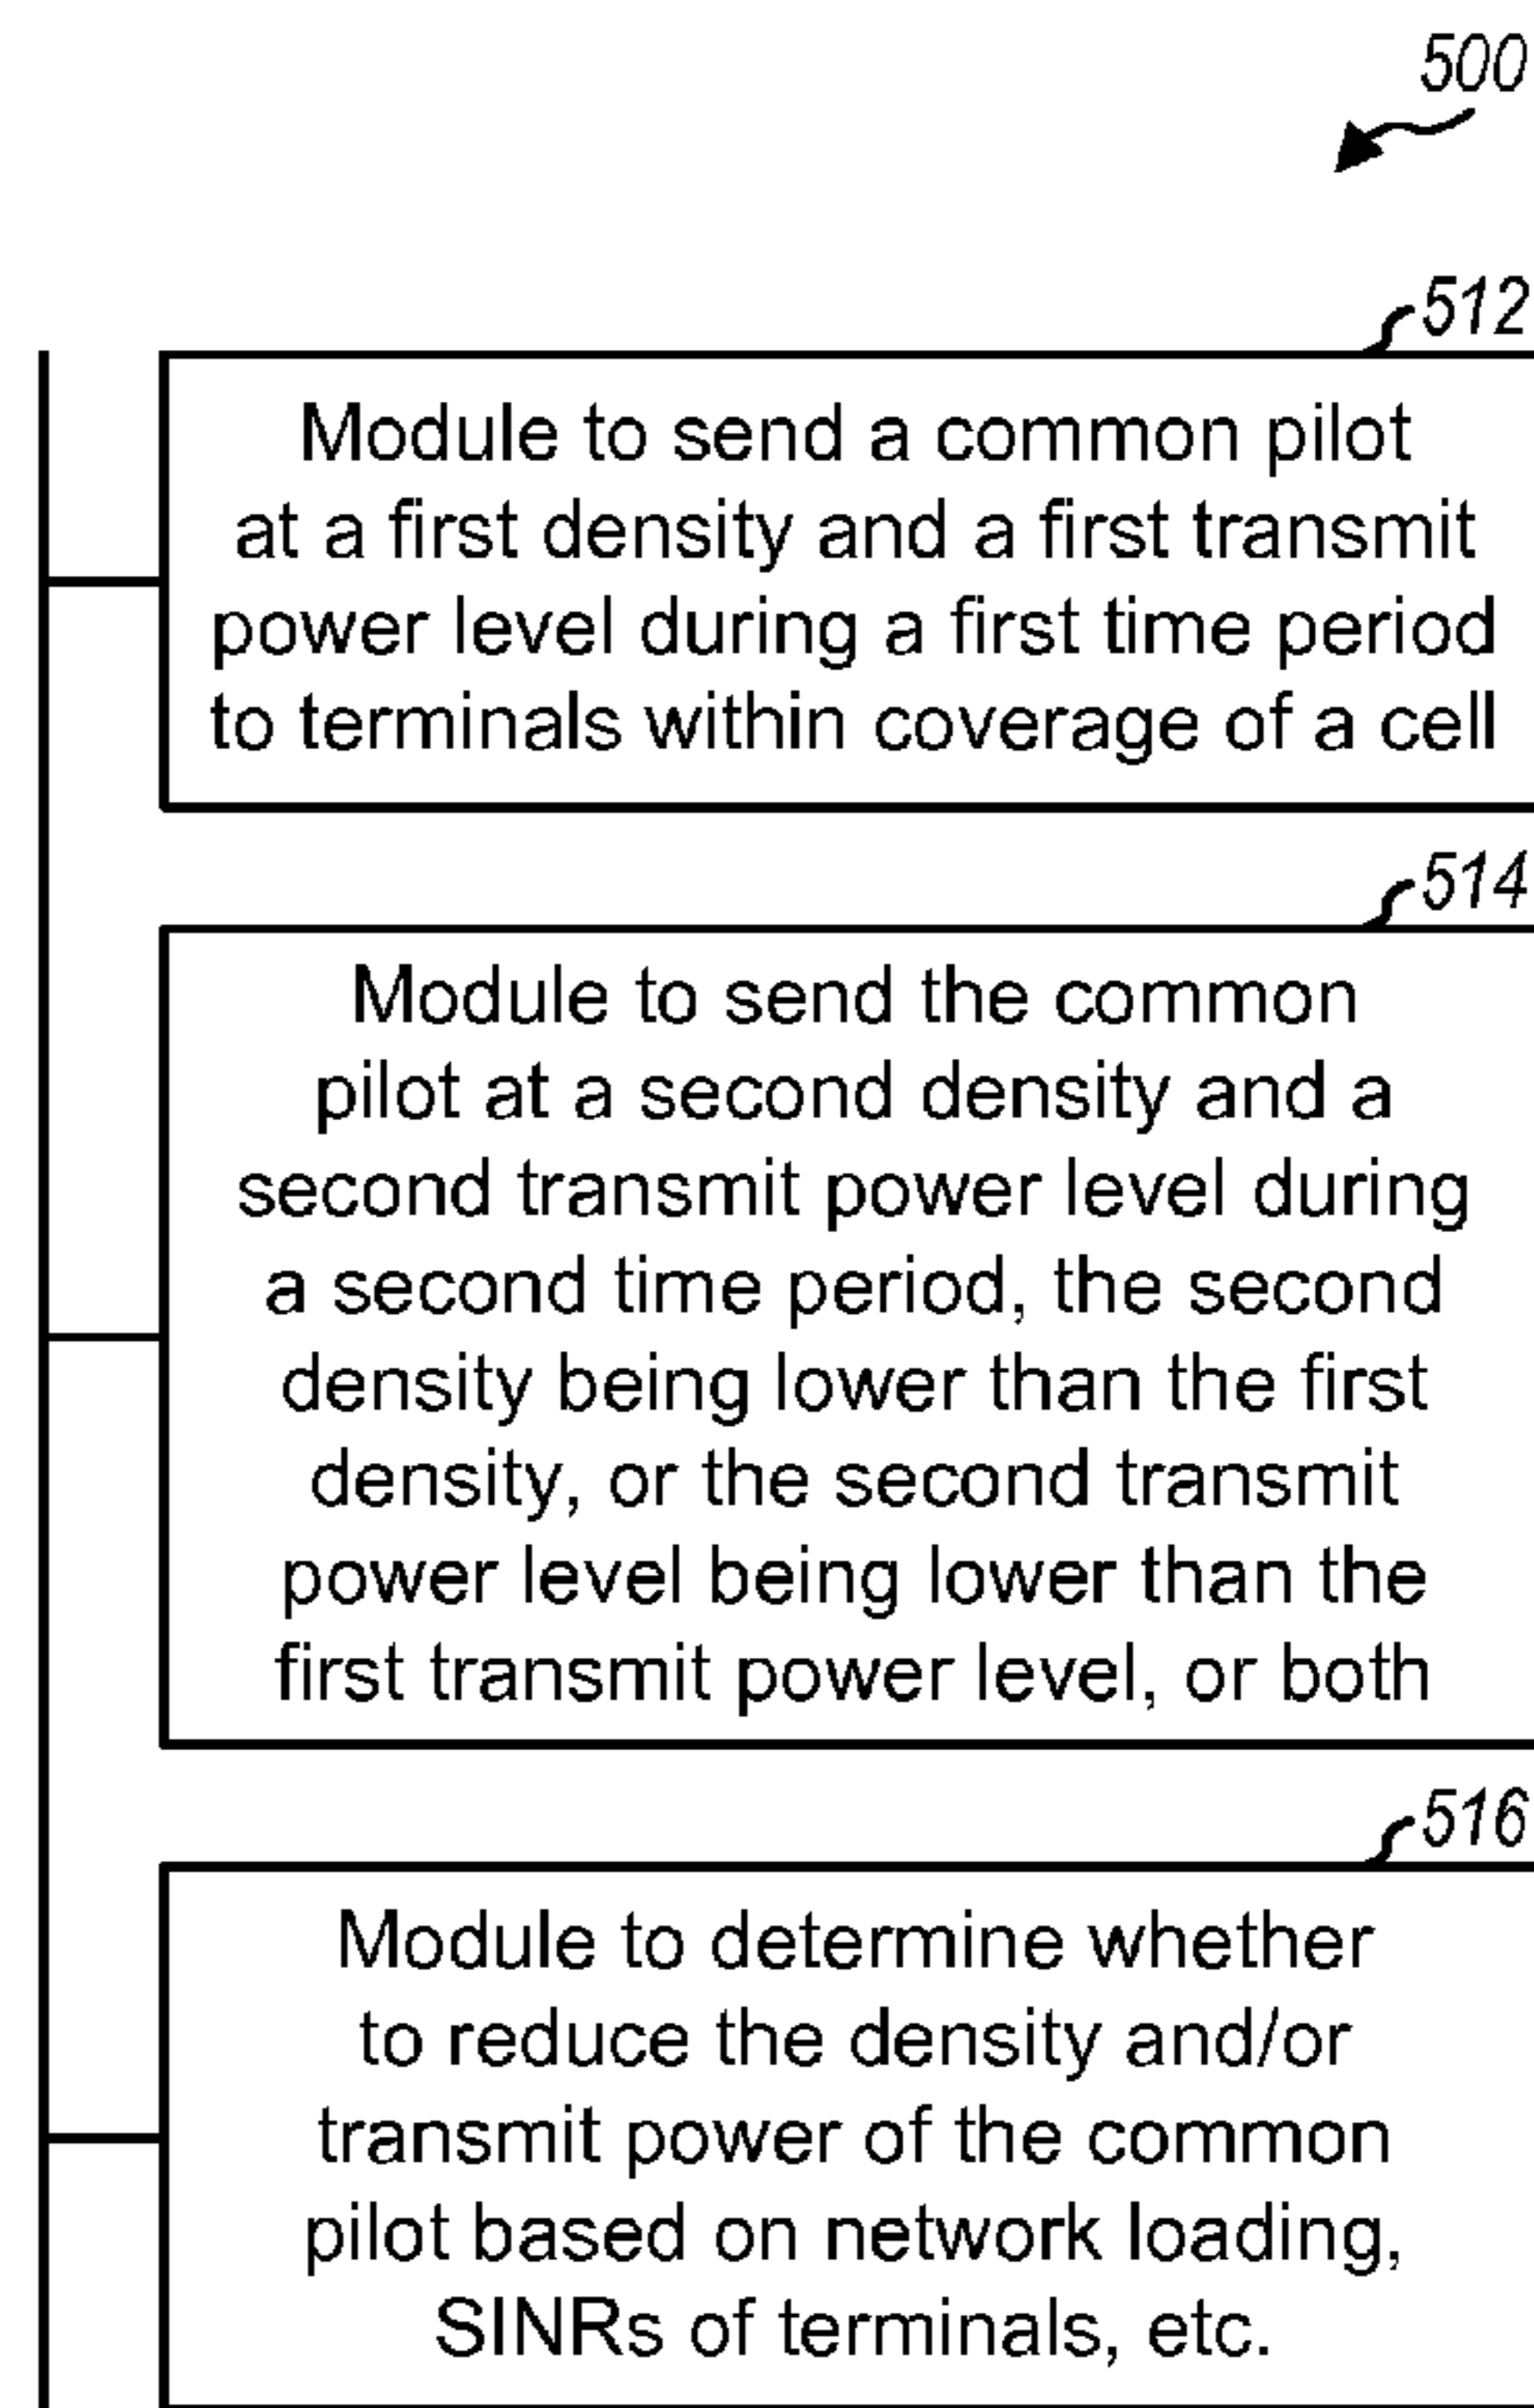 500
512
Module to send a common pilot
at a first density and a first transmit
power level during a first time period
to terminals within coverage of a cell
514
Module to send the common
pilot at a second density and a
second transmit power level during
a second time period, the second
density being lower than the first
density, or the second transmit
power level being lower than the
first transmit power level, or both
516
Module to determine whether
to reduce the density and/or
transmit power of the common
pilot based on network loading,
SINRs of terminals, etc.